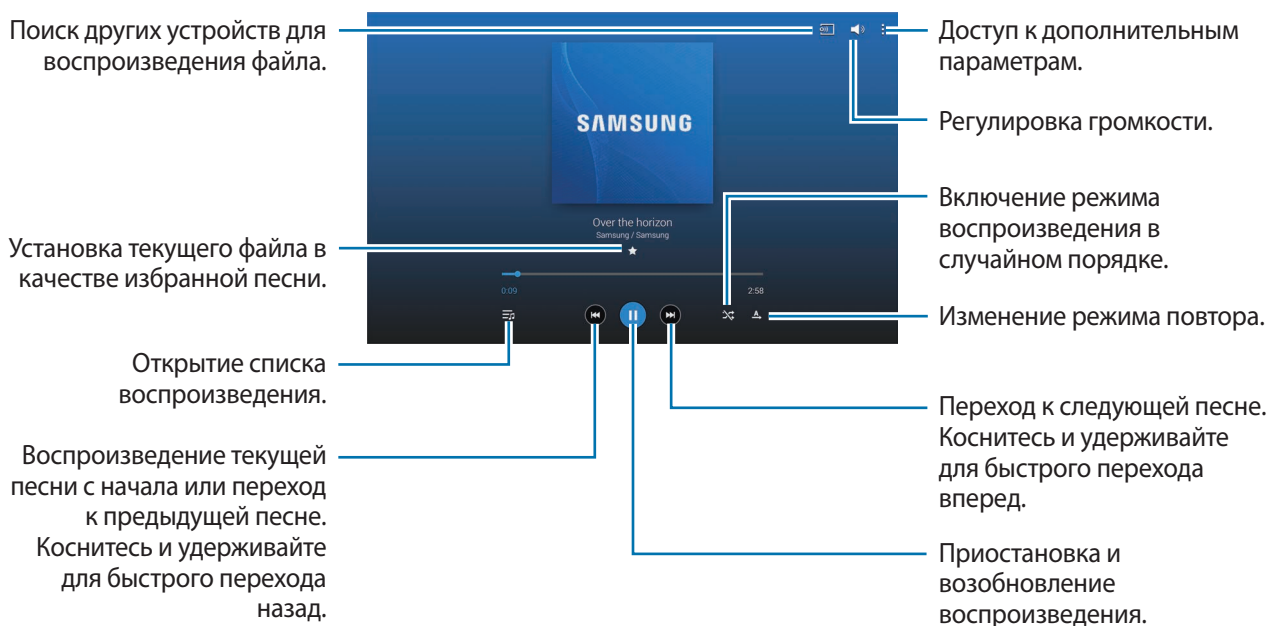 Поиск других устройств для
воспроизведения файла.
Установка текущего файла в
качестве избранной песни.
Открытие списка
воспроизведения.
Воспроизведение текущей
песни с начала или переход
к предыдущей песне.
Коснитесь и удерживайте
для быстрого перехода
назад.
SAMSUNG
Over the horizon
Samsung / Samsung
0:09
2:58
Доступ к дополнительным
параметрам.
Регулировка громкости.
Включение режима
воспроизведения в
случайном порядке.
Изменение режима повтора.
Переход к следующей песне.
Коснитесь и удерживайте
для быстрого перехода
вперед.
Приостановка и
возобновление
воспроизведения.